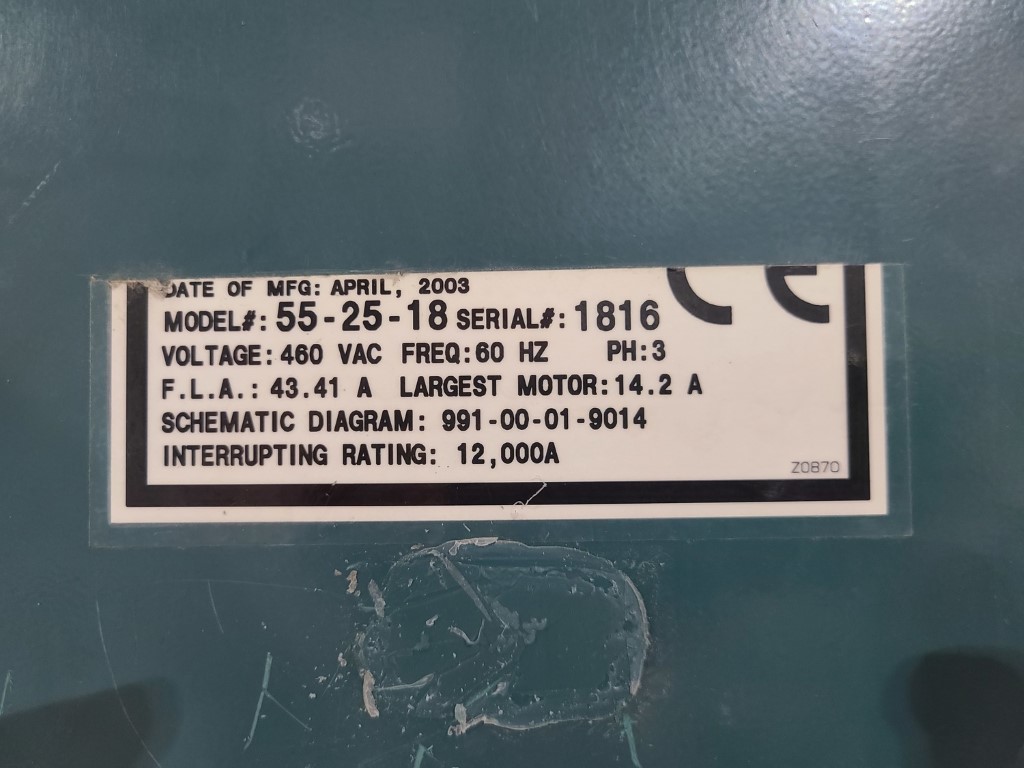 DATE OF MFG: APRIL, 2003
MODEL#: 55-25-18 SERIAL#: 1816
VOLTAGE: 460 VAC FREQ:60 HZ PH:3
F.L.A.: 43.41 A LARGEST MOTOR:14.2 A
SCHEMATIC DIAGRAM: 991-00-01-9014
INTERRUPTING RATING: 12,000A
Z0870
CE